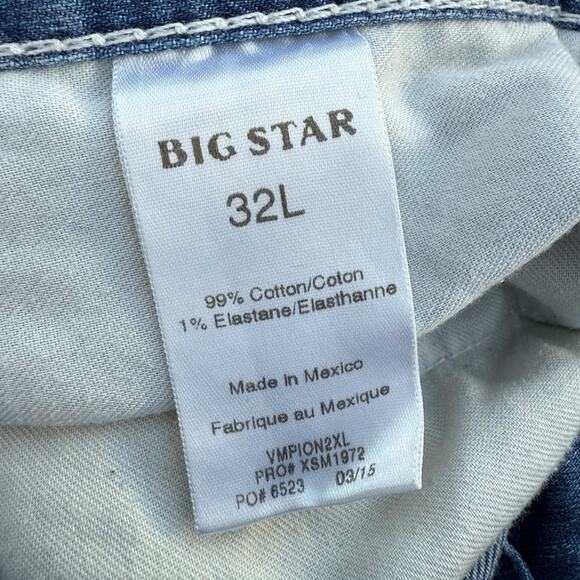 BIG STAR
32L
99% Cotton/Coton
1% Elastane/Elasthanne
Made in Mexico
Fabrique au Mexique
VMPION2XL
PRO# XSM1972
PO# 6523 03/15